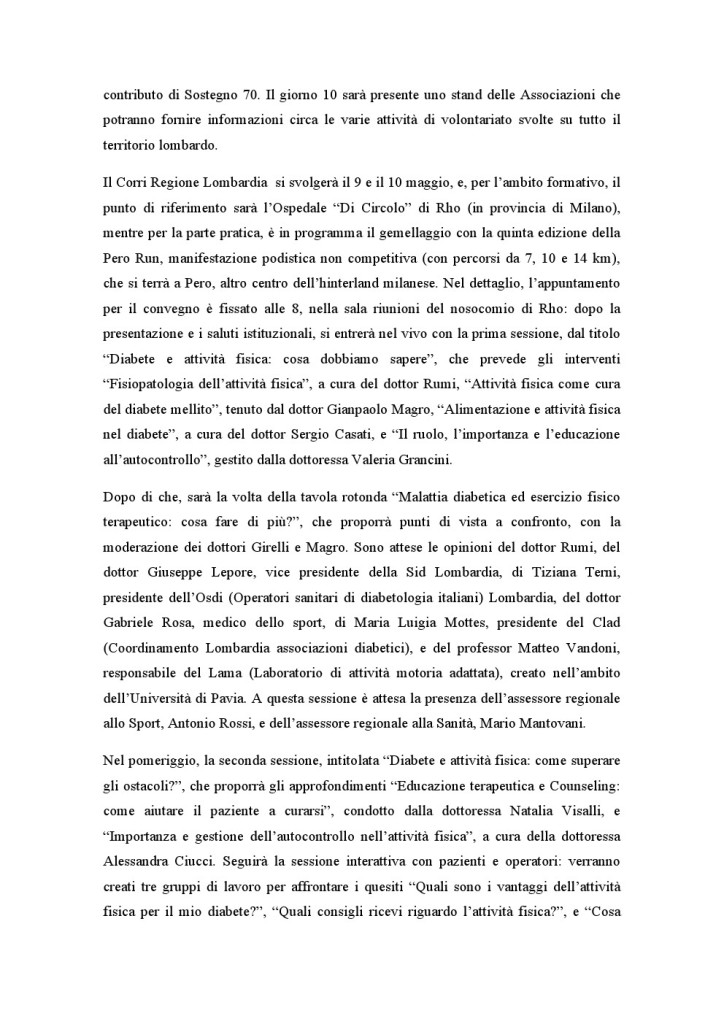 contributo di Sostegno 70. Il giorno 10 sarà presente uno stand delle Associazioni che
potranno fornire informazioni circa le varie attività di volontariato svolte su tutto il
territorio lombardo.
Il Corri Regione Lombardia  si svolgerà il 9 e il 10 maggio, e, per l’ambito formativo, il
punto di riferimento sarà l’Ospedale “Di Circolo” di Rho (in provincia di Milano),
mentre per la parte pratica, è in programma il gemellaggio con la quinta edizione della
Pero Run, manifestazione podistica non competitiva (con percorsi da 7, 10 e 14 km),
che si terrà a Pero, altro centro dell’hinterland milanese. Nel dettaglio, l’appuntamento
per il convegno è fissato alle 8, nella sala riunioni del nosocomio di Rho: dopo la
presentazione e i saluti istituzionali, si entrerà nel vivo con la prima sessione, dal titolo
“Diabete e attività fisica: cosa dobbiamo sapere”, che prevede gli interventi
“Fisiopatologia dell’attività fisica”, a cura del dottor Rumi, “Attività fisica come cura
del diabete mellito”, tenuto dal dottor Gianpaolo Magro, “Alimentazione e attività fisica
nel diabete”, a cura del dottor Sergio Casati, e “Il ruolo, l’importanza e l’educazione
all’autocontrollo”, gestito dalla dottoressa Valeria Grancini.
Dopo di che, sarà la volta della tavola rotonda “Malattia diabetica ed esercizio fisico
terapeutico: cosa fare di più?”, che proporrà punti di vista a confronto, con la
moderazione dei dottori Girelli e Magro. Sono attese le opinioni del dottor Rumi, del
dottor Giuseppe Lepore, vice presidente della Sid Lombardia, di Tiziana Terni,
presidente dell’Osdi (Operatori sanitari di diabetologia italiani) Lombardia, del dottor
Gabriele Rosa, medico dello sport, di Maria Luigia Mottes, presidente del Clad
(Coordinamento Lombardia associazioni diabetici), e del professor Matteo Vandoni,
responsabile del Lama (Laboratorio di attività motoria adattata), creato nell’ambito
dell’Università di Pavia. A questa sessione è attesa la presenza dell’assessore regionale
allo Sport, Antonio Rossi, e dell’assessore regionale alla Sanità, Mario Mantovani.
Nel pomeriggio, la seconda sessione, intitolata “Diabete e attività fisica: come superare
gli ostacoli?”, che proporrà gli approfondimenti “Educazione terapeutica e Counseling:
come aiutare il paziente a curarsi”, condotto dalla dottoressa Natalia Visalli, e
“Importanza e gestione dell’autocontrollo nell’attività fisica”, a cura della dottoressa
Alessandra Ciucci. Seguirà la sessione interattiva con pazienti e operatori: verranno
creati tre gruppi di lavoro per affrontare i quesiti “Quali sono i vantaggi dell’attività
fisica per il mio diabete?”, “Quali consigli ricevi riguardo l’attività fisica?”, e “Cosa